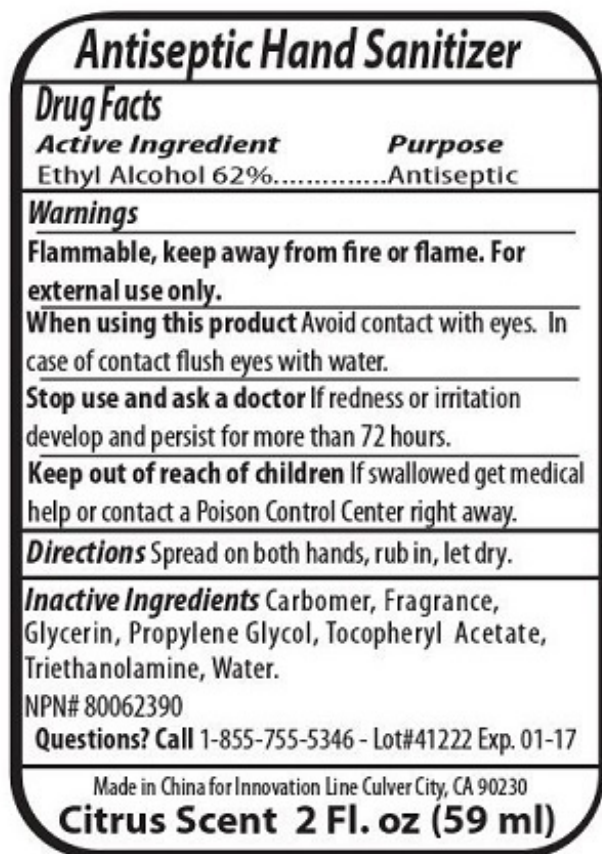 Antiseptic Hand Sanitizer
Drug Facts
Active Ingredient Purpose
Ethyl Alcohol 62%..............Antiseptic
Warnings
Flammable, keep away from fire or flame. For
external use only.
When using this product Avoid contact with eyes. In
case of contact flush eyes with water.
Stop use and ask a doctor If redness or irritation
develop and persist for more than 72 hours.
Keep out of reach of children If swallowed get medical
help or contact a Poison Control Center right away.
Directions Spread on both hands, rub in, let dry.
Inactive Ingredients Carbomer, Fragrance,
Glycerin, Propylene Glycol, Tocopheryl Acetate,
Triethanolamine, Water.
NPN# 80062390
Questions? Call 1-855-755-5346 - Lot#41222 Exp. 01-17
Made in China for Innovation Line Culver City, CA 90230
Citrus Scent 2 Fl. oz (59 ml)